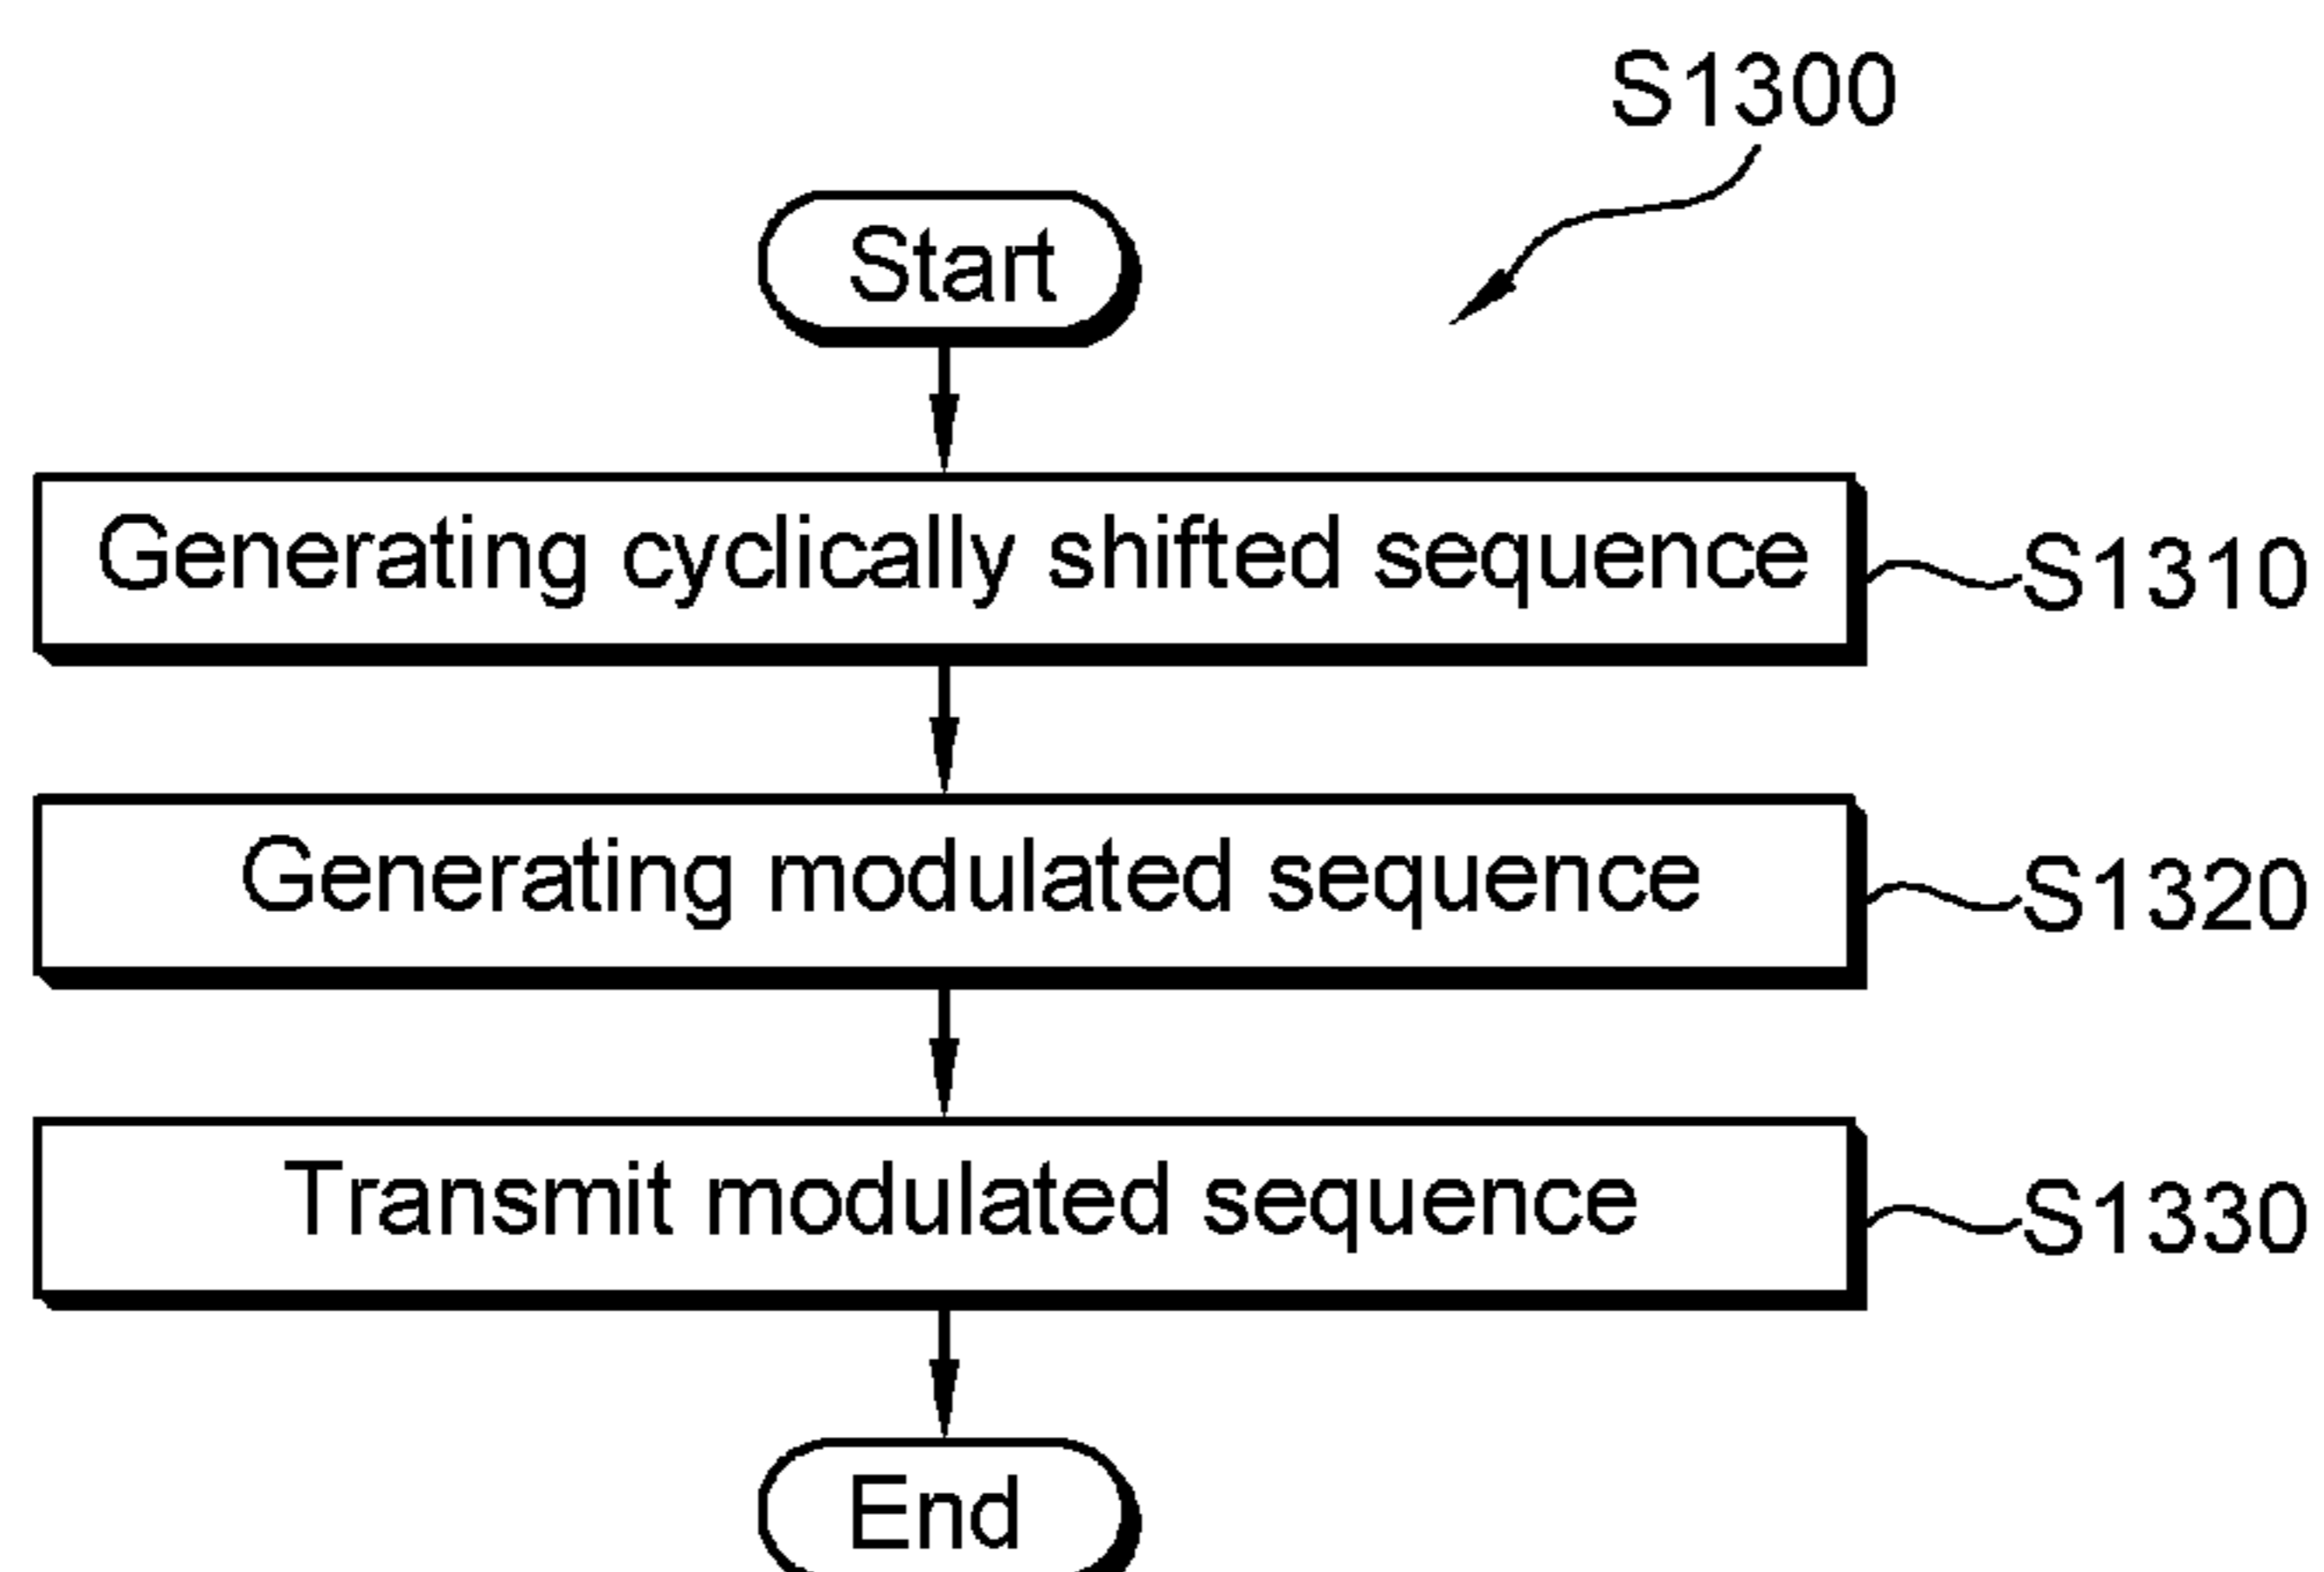 S1300
Start
Generating cyclically shifted sequence
S1310
Generating modulated sequence
S1320
Transmit modulated sequence
S1330
End